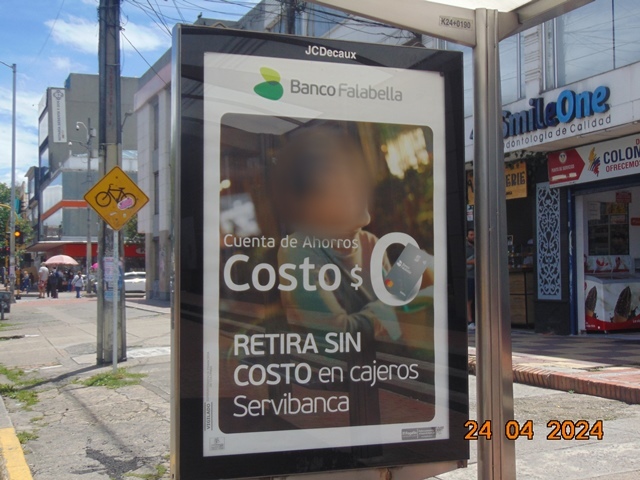 K24+0190
JCDecaux
Banco Falabella
Cuenta de Ahorros
Costo $ 0
RETIRA SIN
COSTO en cajeros
Servibanca
SmileOne
odontología de Calidad
COLOM
OFRECEMO
24 04 2024